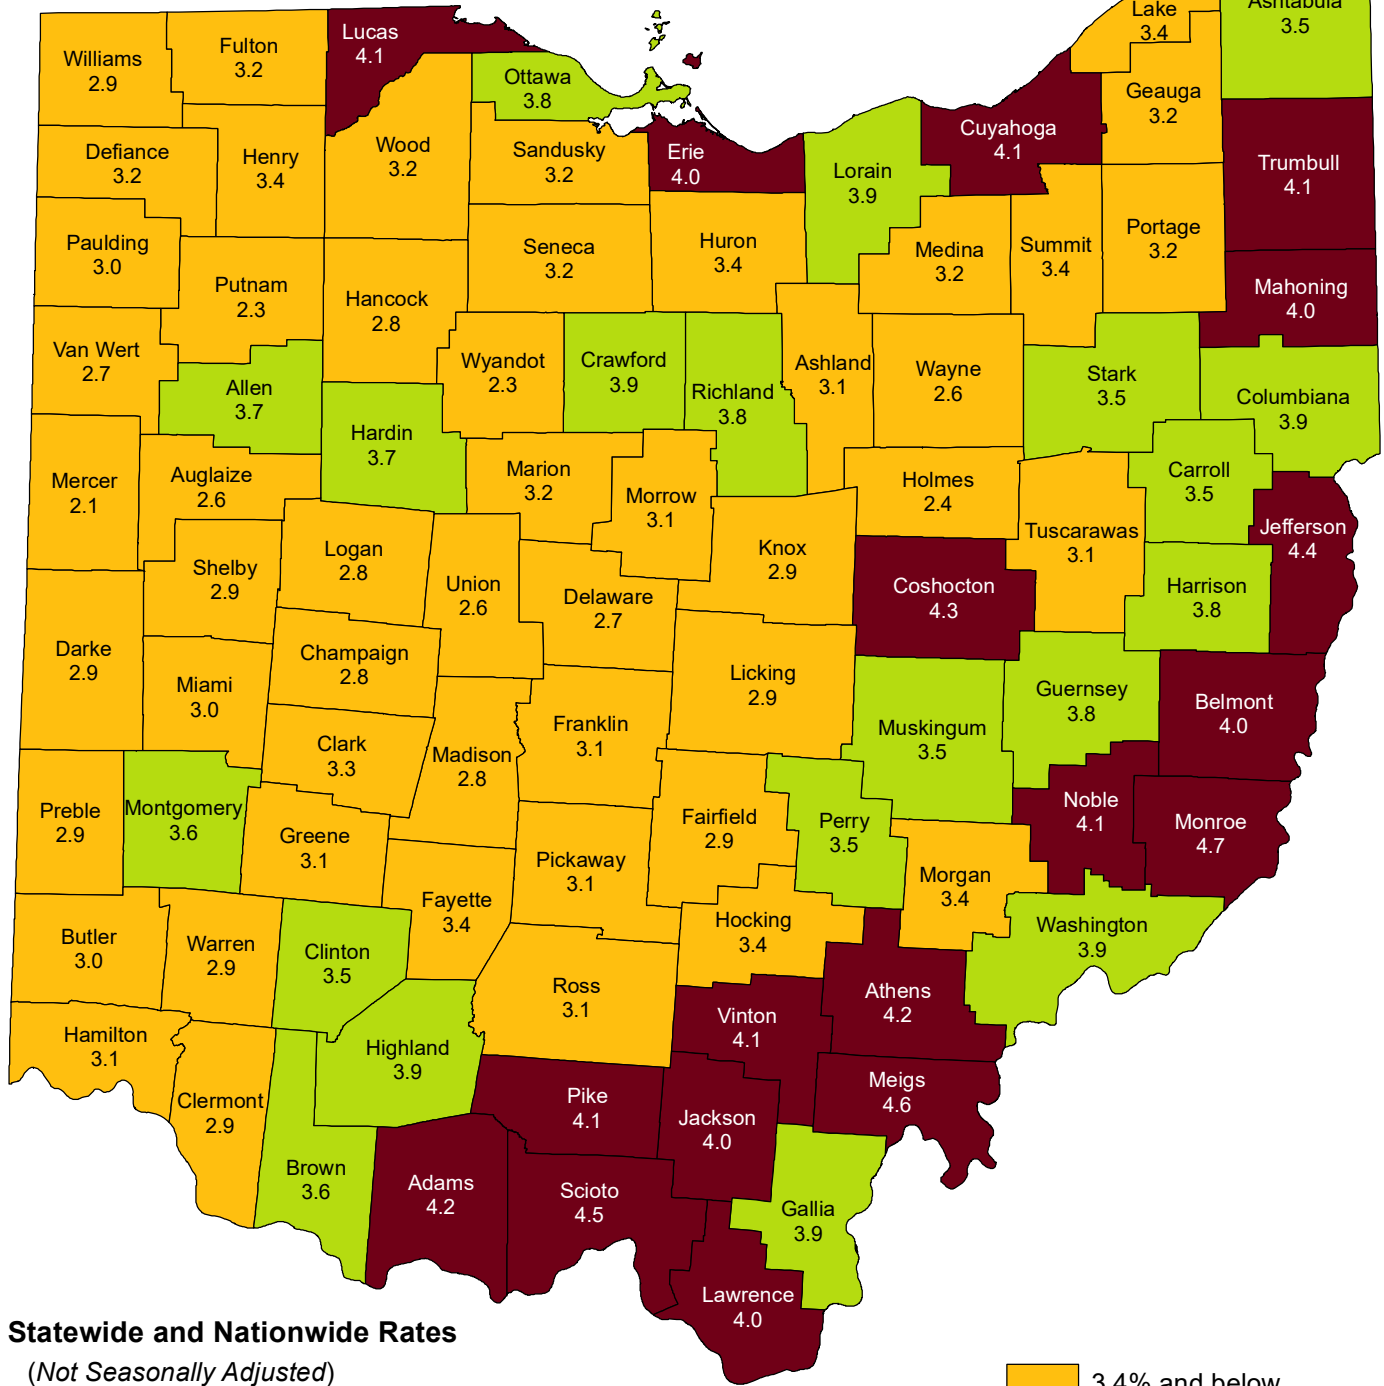 Lake
3.4
Ashtabula
3.5
Lucas
4.1
Fulton
3.2
Williams
2.9
Ottawa
3.8
Geauga
3.2
Cuyahoga
4.1
Wood
3.2
Sandusky
3.2
Erie
4.0
Defiance
3.2
Henry
3.4
Lorain
3.9
Trumbull
4.1
Paulding
3.0
Seneca
3.2
Huron
3.4
Medina
3.2
Summit
3.4
Portage
3.2
Putnam
2.3
Hancock
2.8
Mahoning
4.0
Van Wert
2.7
Allen
3.7
Wyandot
2.3
Crawford
3.9
Richland
3.8
Ashland
3.1
Wayne
2.6
Stark
3.5
Columbiana
3.9
Hardin
3.7
Mercer
2.1
Auglaize
2.6
Marion
3.2
Morrow
3.1
Holmes
2.4
Carroll
3.5
Tuscarawas
3.1
Jefferson
4.4
Logan
2.8
Knox
2.9
Shelby
2.9
Union
2.6
Delaware
2.7
Coshocton
4.3
Harrison
3.8
Darke
2.9
Champaign
2.8
Miami
3.0
Licking
2.9
Guernsey
3.8
Belmont
4.0
Franklin
3.1
Muskingum
3.5
Clark
3.3
Madison
2.8
Preble
2.9
Montgomery
3.6
Greene
3.1
Fairfield
2.9
Perry
3.5
Noble
4.1
Monroe
4.7
Pickaway
3.1
Morgan
3.4
Fayette
3.4
Hocking
3.4
Washington
3.9
Butler
3.0
Warren
2.9
Clinton
3.5
Ross
3.1
Athens
4.2
Vinton
4.1
Hamilton
3.1
Highland
3.9
Meigs
4.6
Clermont
2.9
Pike
4.1
Jackson
4.0
Brown
3.6
Adams
4.2
Scioto
4.5
Gallia
3.9
Lawrence
4.0
Statewide and Nationwide Rates
(Not Seasonally Adjusted)
3.4% and below